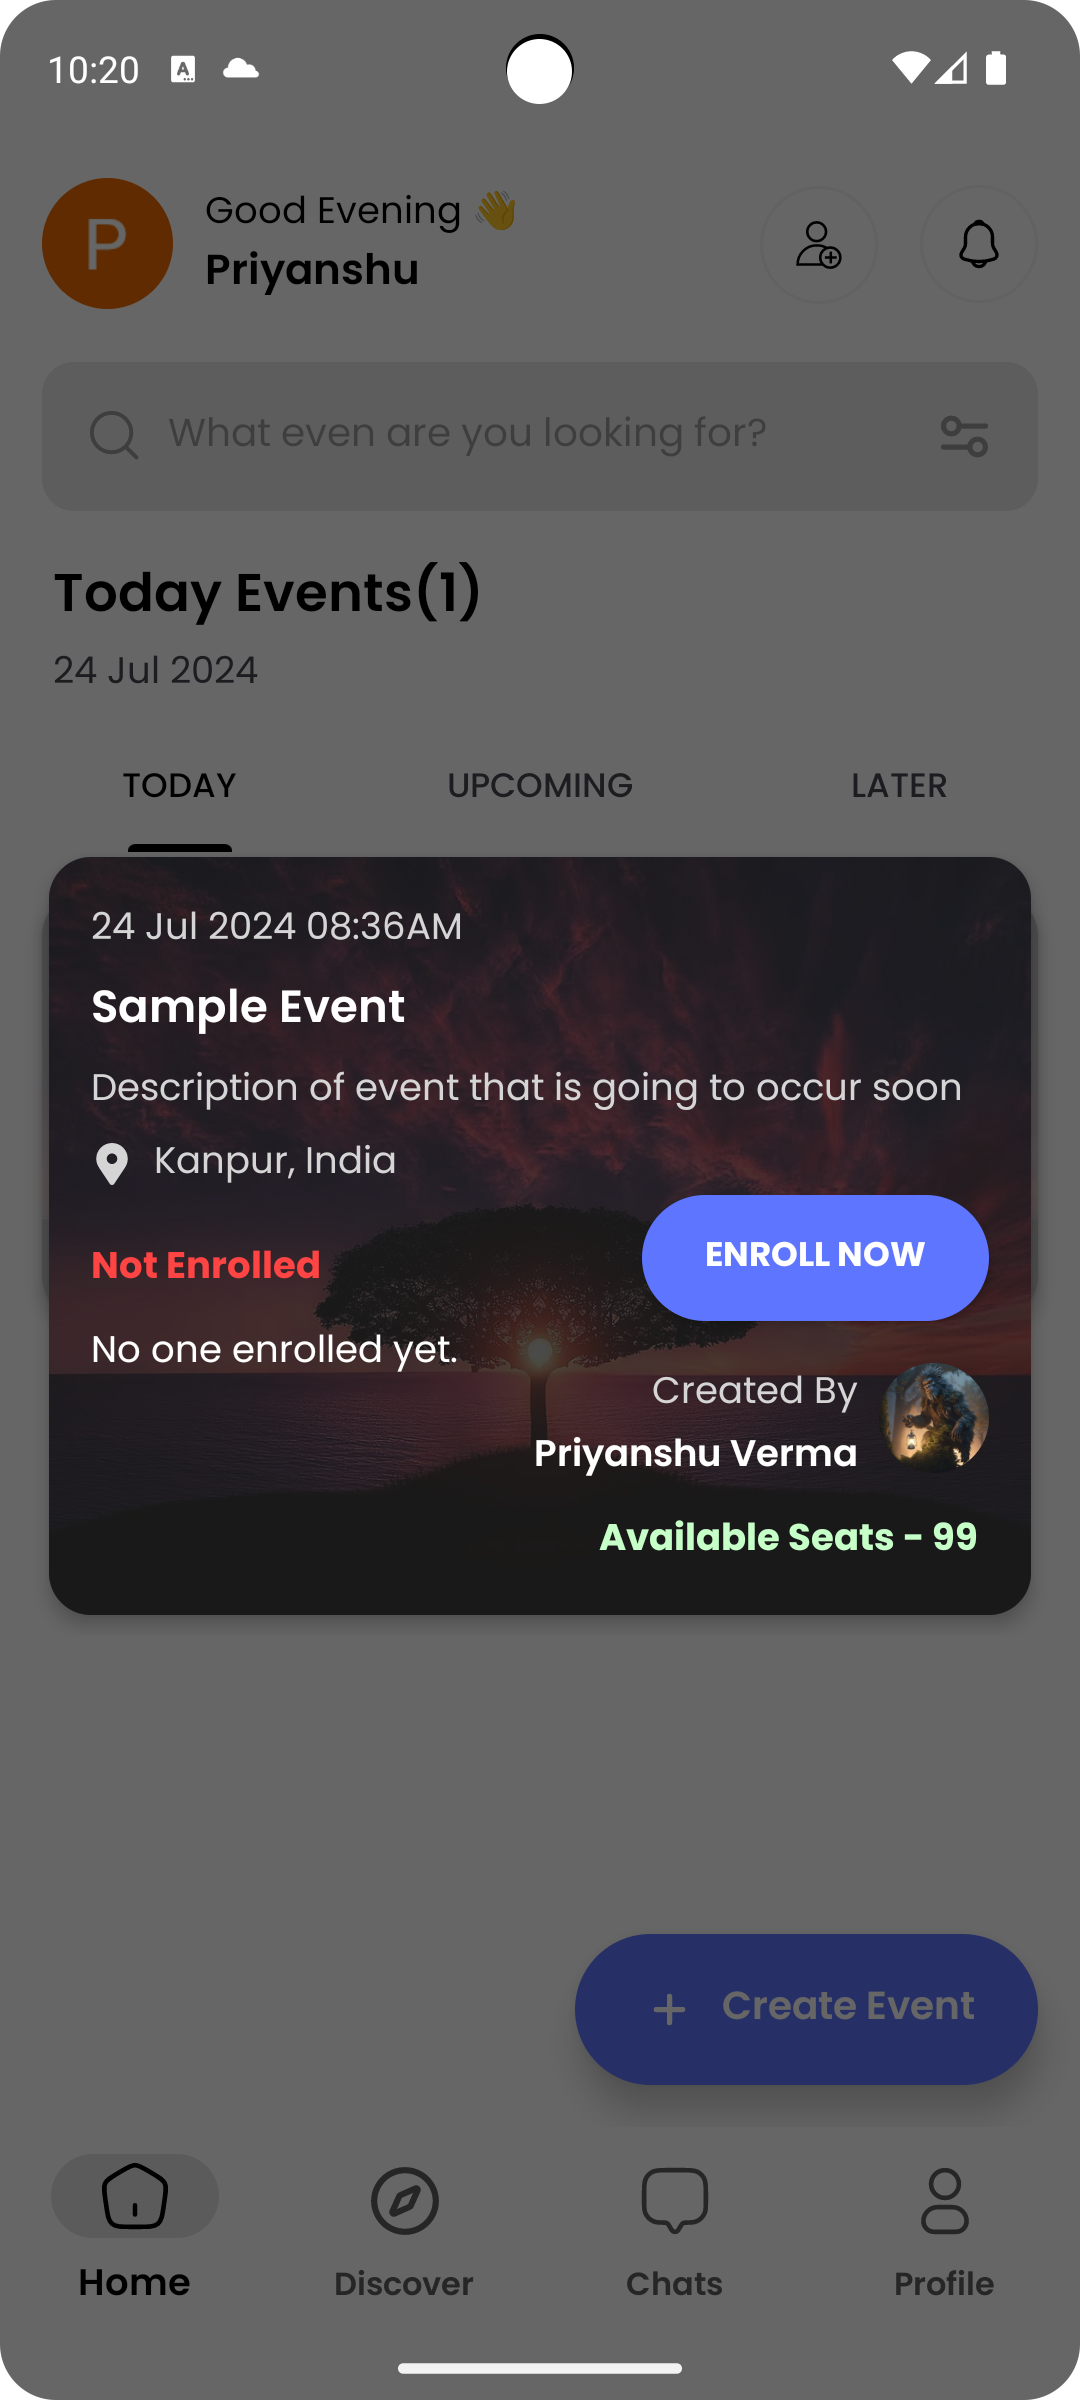 10:20
A
P
Good Evening 👋
Priyanshu
What even are you looking for?
Today Events(1)
24 Jul 2024
TODAY UPCOMING LATER
24 Jul 2024 08:36AM
Sample Event
Description of event that is going to occur soon
Kanpur, India
Not Enrolled
ENROLL NOW
No one enrolled yet.
Created By
Priyanshu Verma
Available Seats - 99
+ Create Event
Home Discover Chats Profile